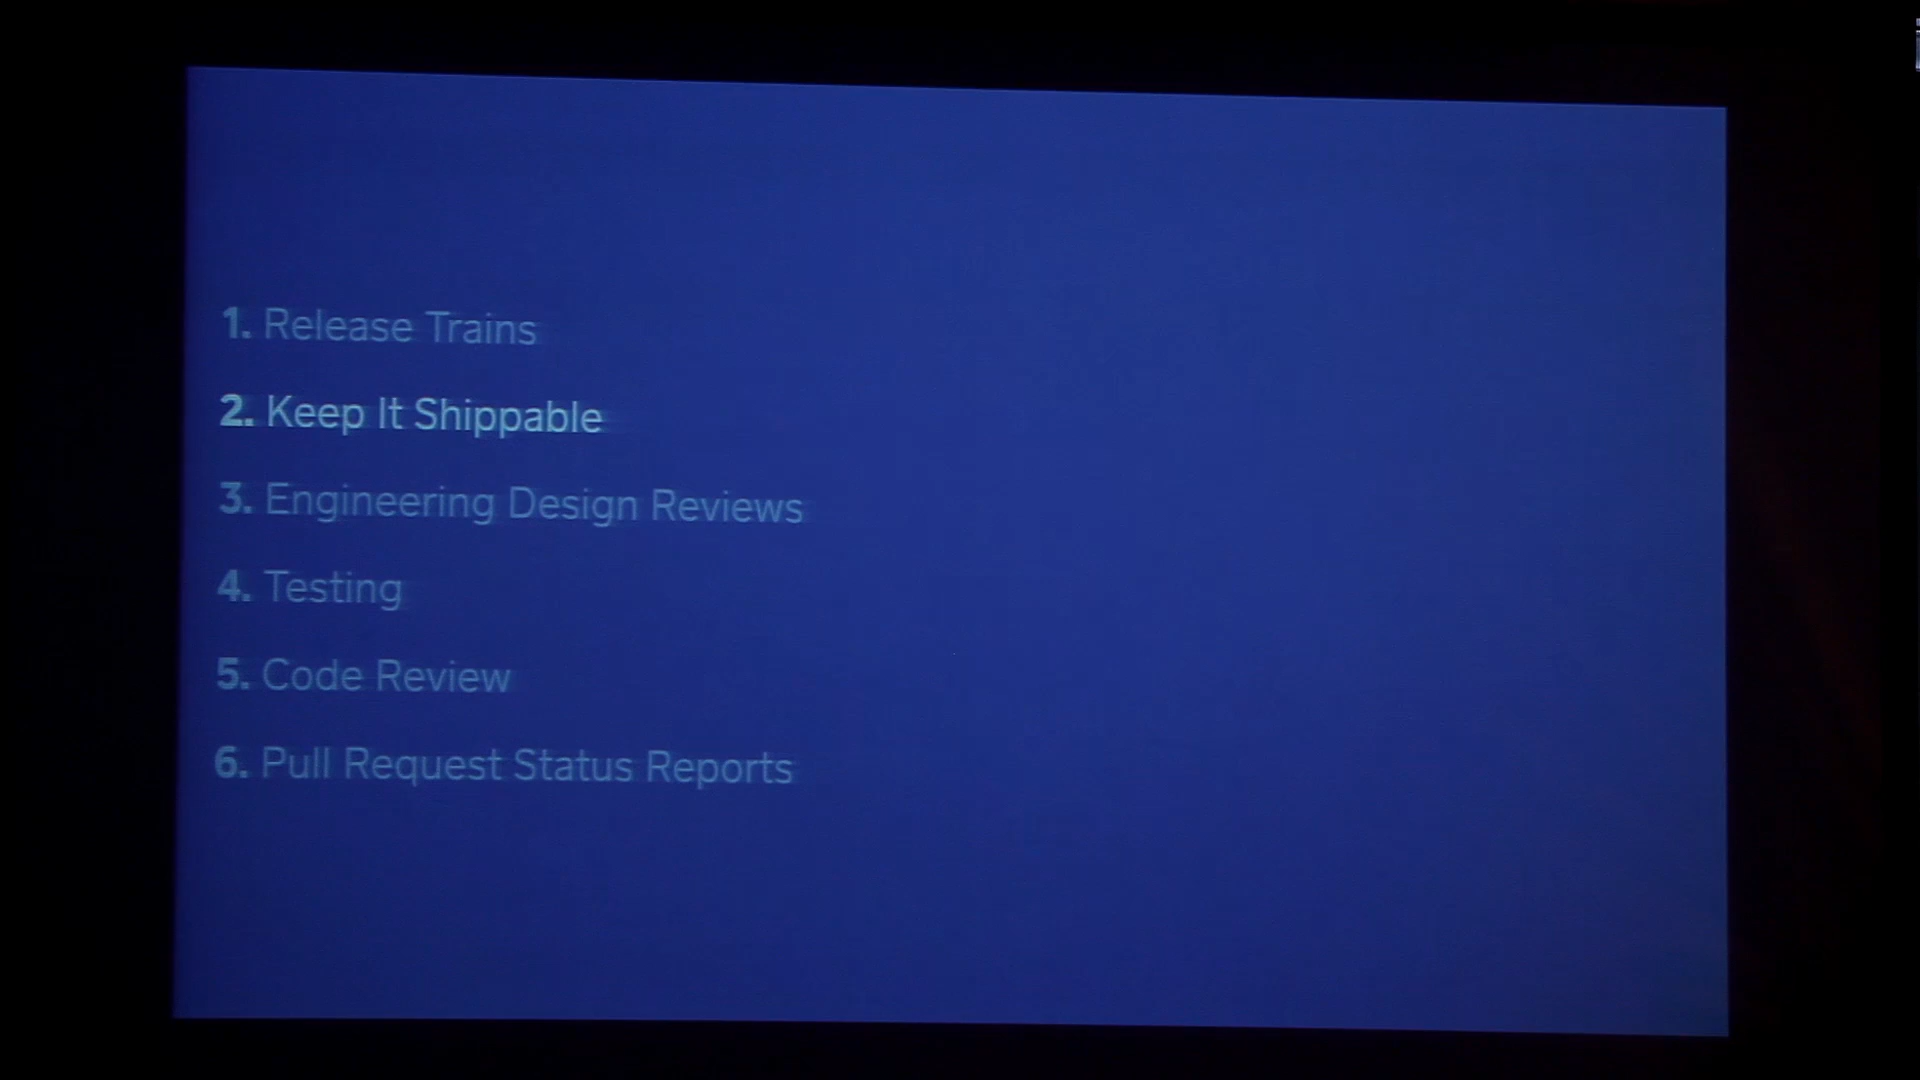 1. Release Trains
2. Keep It Shippable
3. Engineering Design Reviews
4. Testing
5. Code Review
6. Pull Request Status Reports